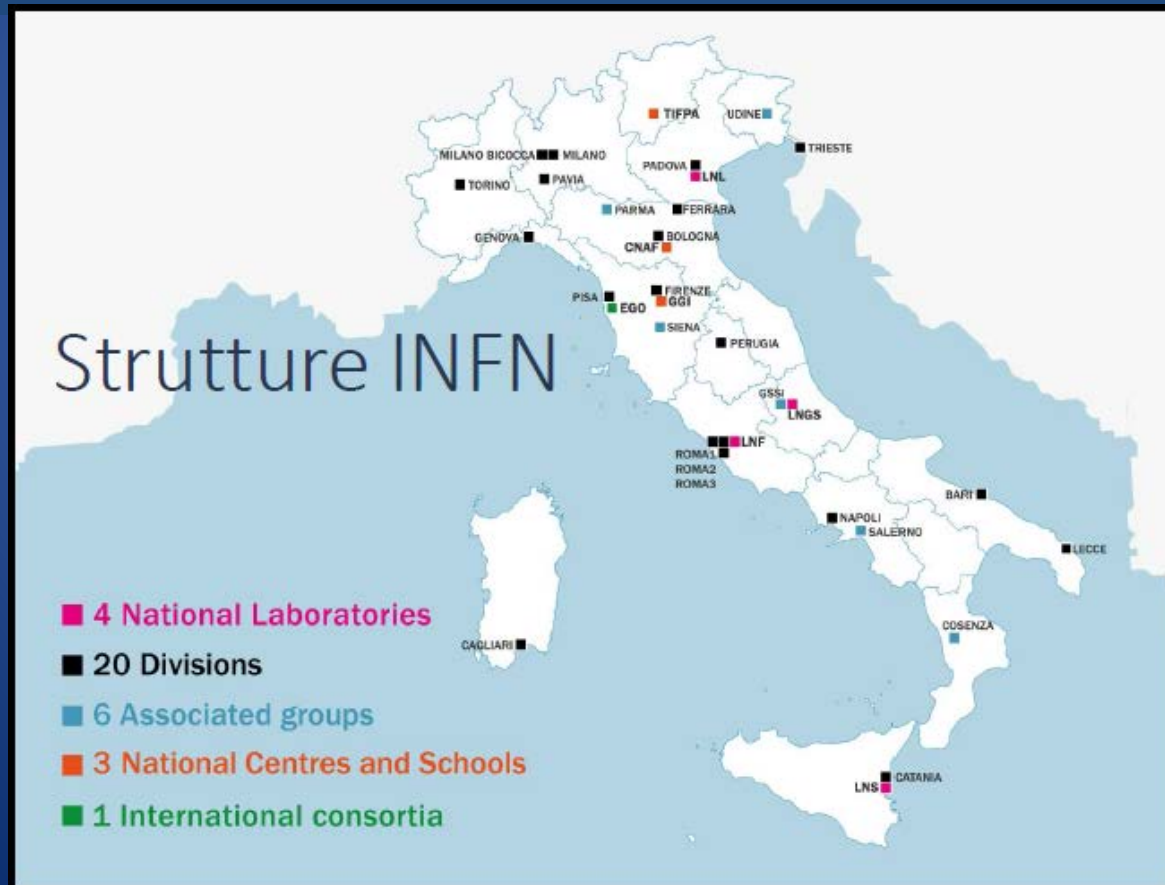 TIFPA
UDINE
TRIESTE
MILANO BICOCCA
MILANO
PADOVA
LNL
TORINO
PAVIA
PARMA
FERRARA
GENOVA
BOLOGNA
CNAF
FIRENZE
PISA
GGI
EGO
SIENA
PERUGIA
Strutture INFN
GSSI
LNGS
LNF
ROMA1
ROMA2
ROMA3
BARI
NAPOLI
SALERNO
LECCE
4 National Laboratories
COSENZA
CAGLIARI
20 Divisions
6 Associated groups
3 National Centres and Schools
CATANIA
LNS
1 International consortia